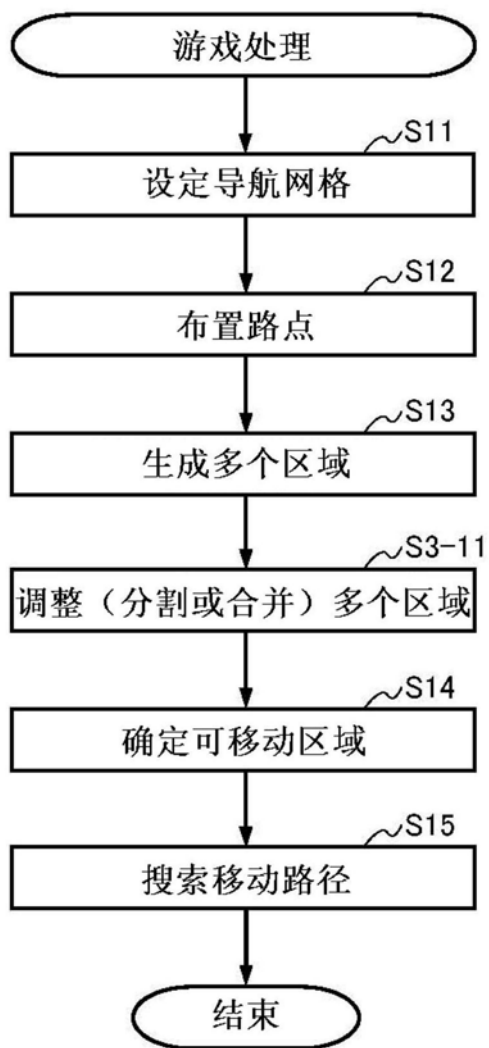 游戏处理
S11
设定导航网格
S12
布置路点
S13
生成多个区域
S3-11
调整（分割或合并）多个区域
S14
确定可移动区域
S15
搜索移动路径
结束